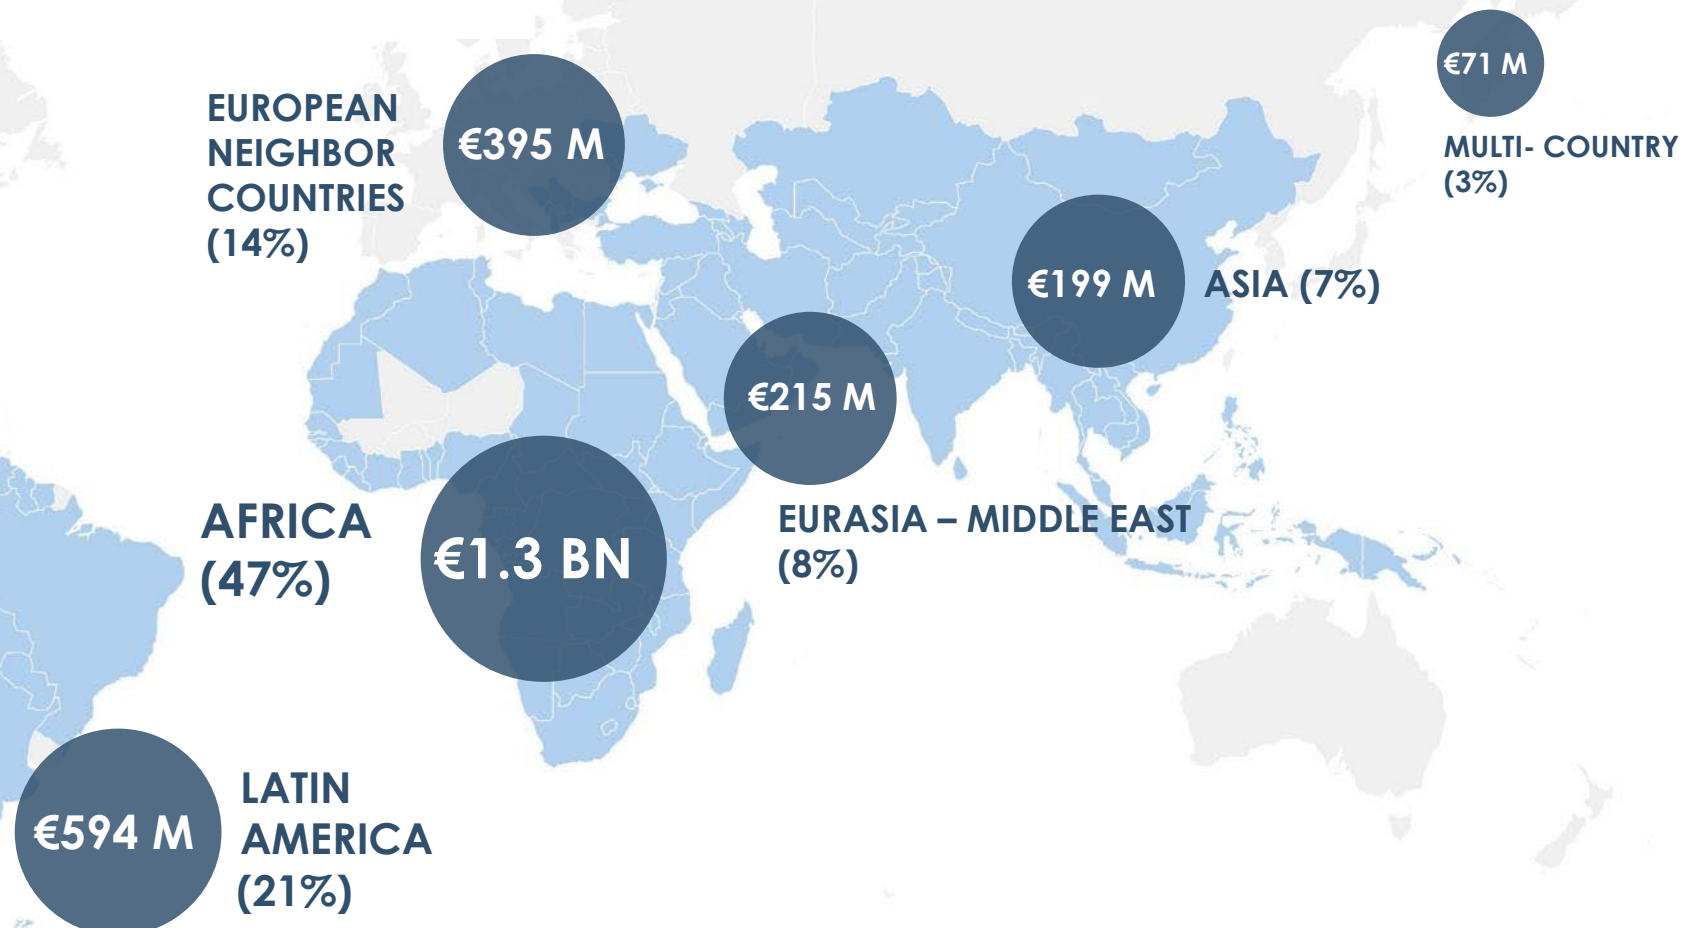 €71 M
MULTI- COUNTRY
(3%)
EUROPEAN
NEIGHBOR
COUNTRIES
(14%)
€395 M
€199 M
ASIA (7%)
€215 M
EURASIA – MIDDLE EAST
(8%)
AFRICA
(47%)
€1.3 BN
€594 M
LATIN
AMERICA
(21%)